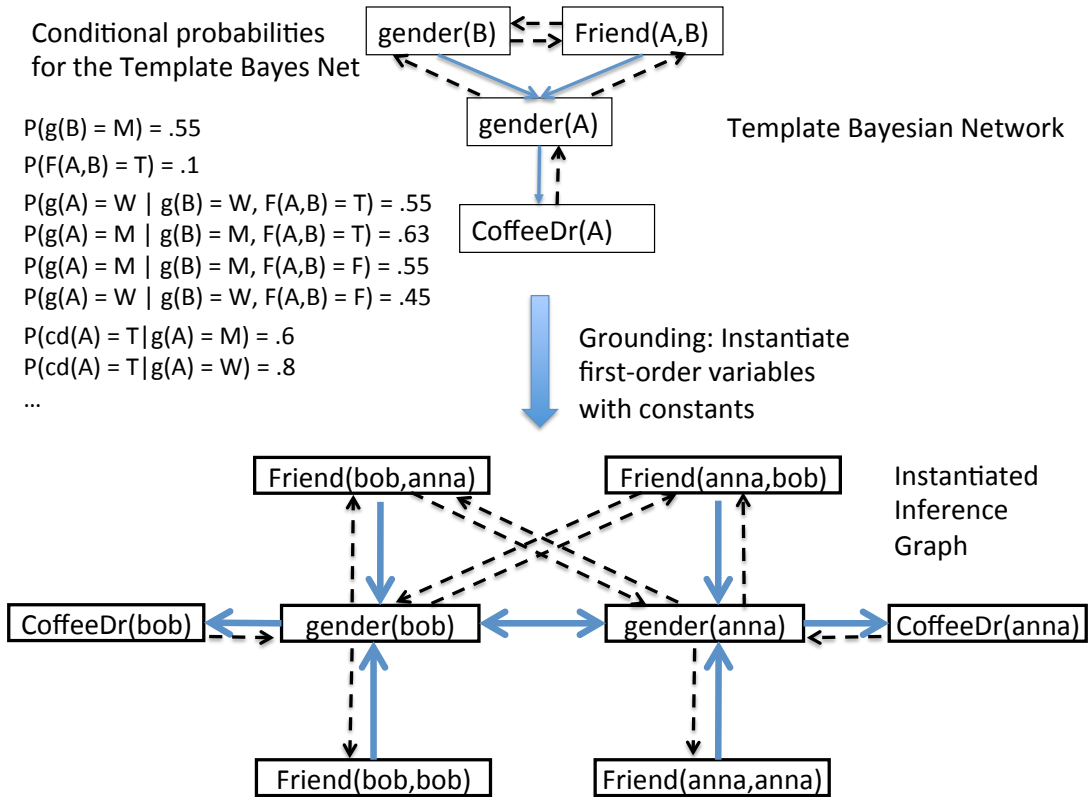 Conditional probabilities
for the Template Bayes Net
gender(B)
Friend(A,B)
gender(A)
CoffeeDr(A)
Template Bayesian Network
P(g(B) = M) = .55
P(F(A,B) = T) = .1
P(g(A) = W | g(B) = W, F(A,B) = T) = .55
P(g(A) = M | g(B) = M, F(A,B) = T) = .63
P(g(A) = M | g(B) = M, F(A,B) = F) = .55
P(g(A) = W | g(B) = W, F(A,B) = F) = .45
P(cd(A) = T|g(A) = M) = .6
P(cd(A) = T|g(A) = W) = .8
...
Grounding: Instantiate
first-order variables
with constants
Friend(bob,anna)
Friend(anna,bob)
Instantiated
Inference
Graph
CoffeeDr(bob)
gender(bob)
gender(anna)
CoffeeDr(anna)
Friend(bob,bob)
Friend(anna,anna)